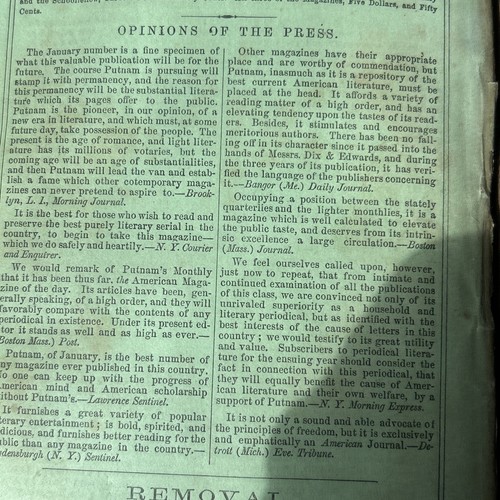 and the Schoolfellow, of the Magazines, Five Dollars, and Fifty
Cents.
OPINIONS OF THE PRESS.
The January number is a fine specimen of
what this valuable publication will be for the
future. The course Putnam is pursuing will
stamp it with permanency, and the reason for
this permanency will be the substantial litera-
ture which its pages offer to the public.
Putnam is the pioneer, in our opinion, of a
new era in literature, and which must, at some
future day, take possession of the people. The
present is the age of romance, and light liter-
ature has its millions of votaries, but the
coming age will be an age of substantialities,
and then Putnam will lead the van and estab-
lish a fame which other cotemporary maga-
zines can never pretend to aspire to.—Brook-
lyn, L. I., Morning Journal.
It is the best for those who wish to read and
preserve the best purely literary serial in the
country, to begin to take this magazine—
which we do safely and heartily.—N. Y. Courier
and Enquirer.
We would remark of Putnam's Monthly
that it has been thus far, the American Maga-
zine of the day. Its articles have been, gen-
erally speaking, of a high order, and they will
favorably compare with the contents of any
periodical in existence. Under its present ed-
itor it stands as well and as high as ever.—
Boston Mass.) Post.
Putnam, of January, is the best number of
any magazine ever published in this country.
No one can keep up with the progress of
American mind and American scholarship
without Putnam's.—Lawrence Sentinel.
It furnishes a great variety of popular
literary entertainment; is bold, spirited, and
judicious, and furnishes better reading for the
public than any magazine in the country.—
Ogdensburgh (N. Y.) Sentinel.
Other magazines have their appropriate
place and are worthy of commendation, but
Putnam, inasmuch as it is a repository of the
best current American literature, must be
placed at the head. It affords a variety of
reading matter of a high order, and has an
elevating tendency upon the tastes of its read-
ers. Besides, it stimulates and encourages
meritorious authors. There has been no fall-
ing off in its character since it passed into the
hands of Messrs. Dix & Edwards, and during
the three years of its publication, it has veri-
fied the language of the publishers concerning
it.—Bangor (Me.) Daily Journal.
Occupying a position between the stately
quarterlies and the lighter monthlies, it is a
magazine which is well calculated to elevate
the public taste, and deserves from its intrin-
sic excellence a large circulation.—Boston
(Mass.) Journal.
We feel ourselves called upon, however,
just now to repeat, that from intimate and
continued examination of all the publications
of this class, we are convinced not only of its
unrivaled superiority as a household and
literary periodical, but as identified with the
best interests of the cause of letters in this
country; we would testify to its great utility
and value. Subscribers to periodical litera-
ture for the ensuing year should consider the
fact in connection with this periodical, that
they will equally benefit the cause of Amer-
ican literature and their own welfare, by a
support of Putnam.—N. Y. Morning Express.
It is not only a sound and able advocate of
the principles of freedom, but it is exclusively
and emphatically an American Journal.—De-
troit (Mich.) Eve. Tribune.
REMOVAL